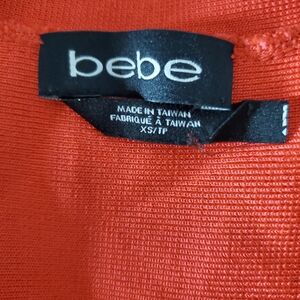 bebe
MADE IN TAIWAN
FABRIQUÉ À TAIWAN
XS/TP